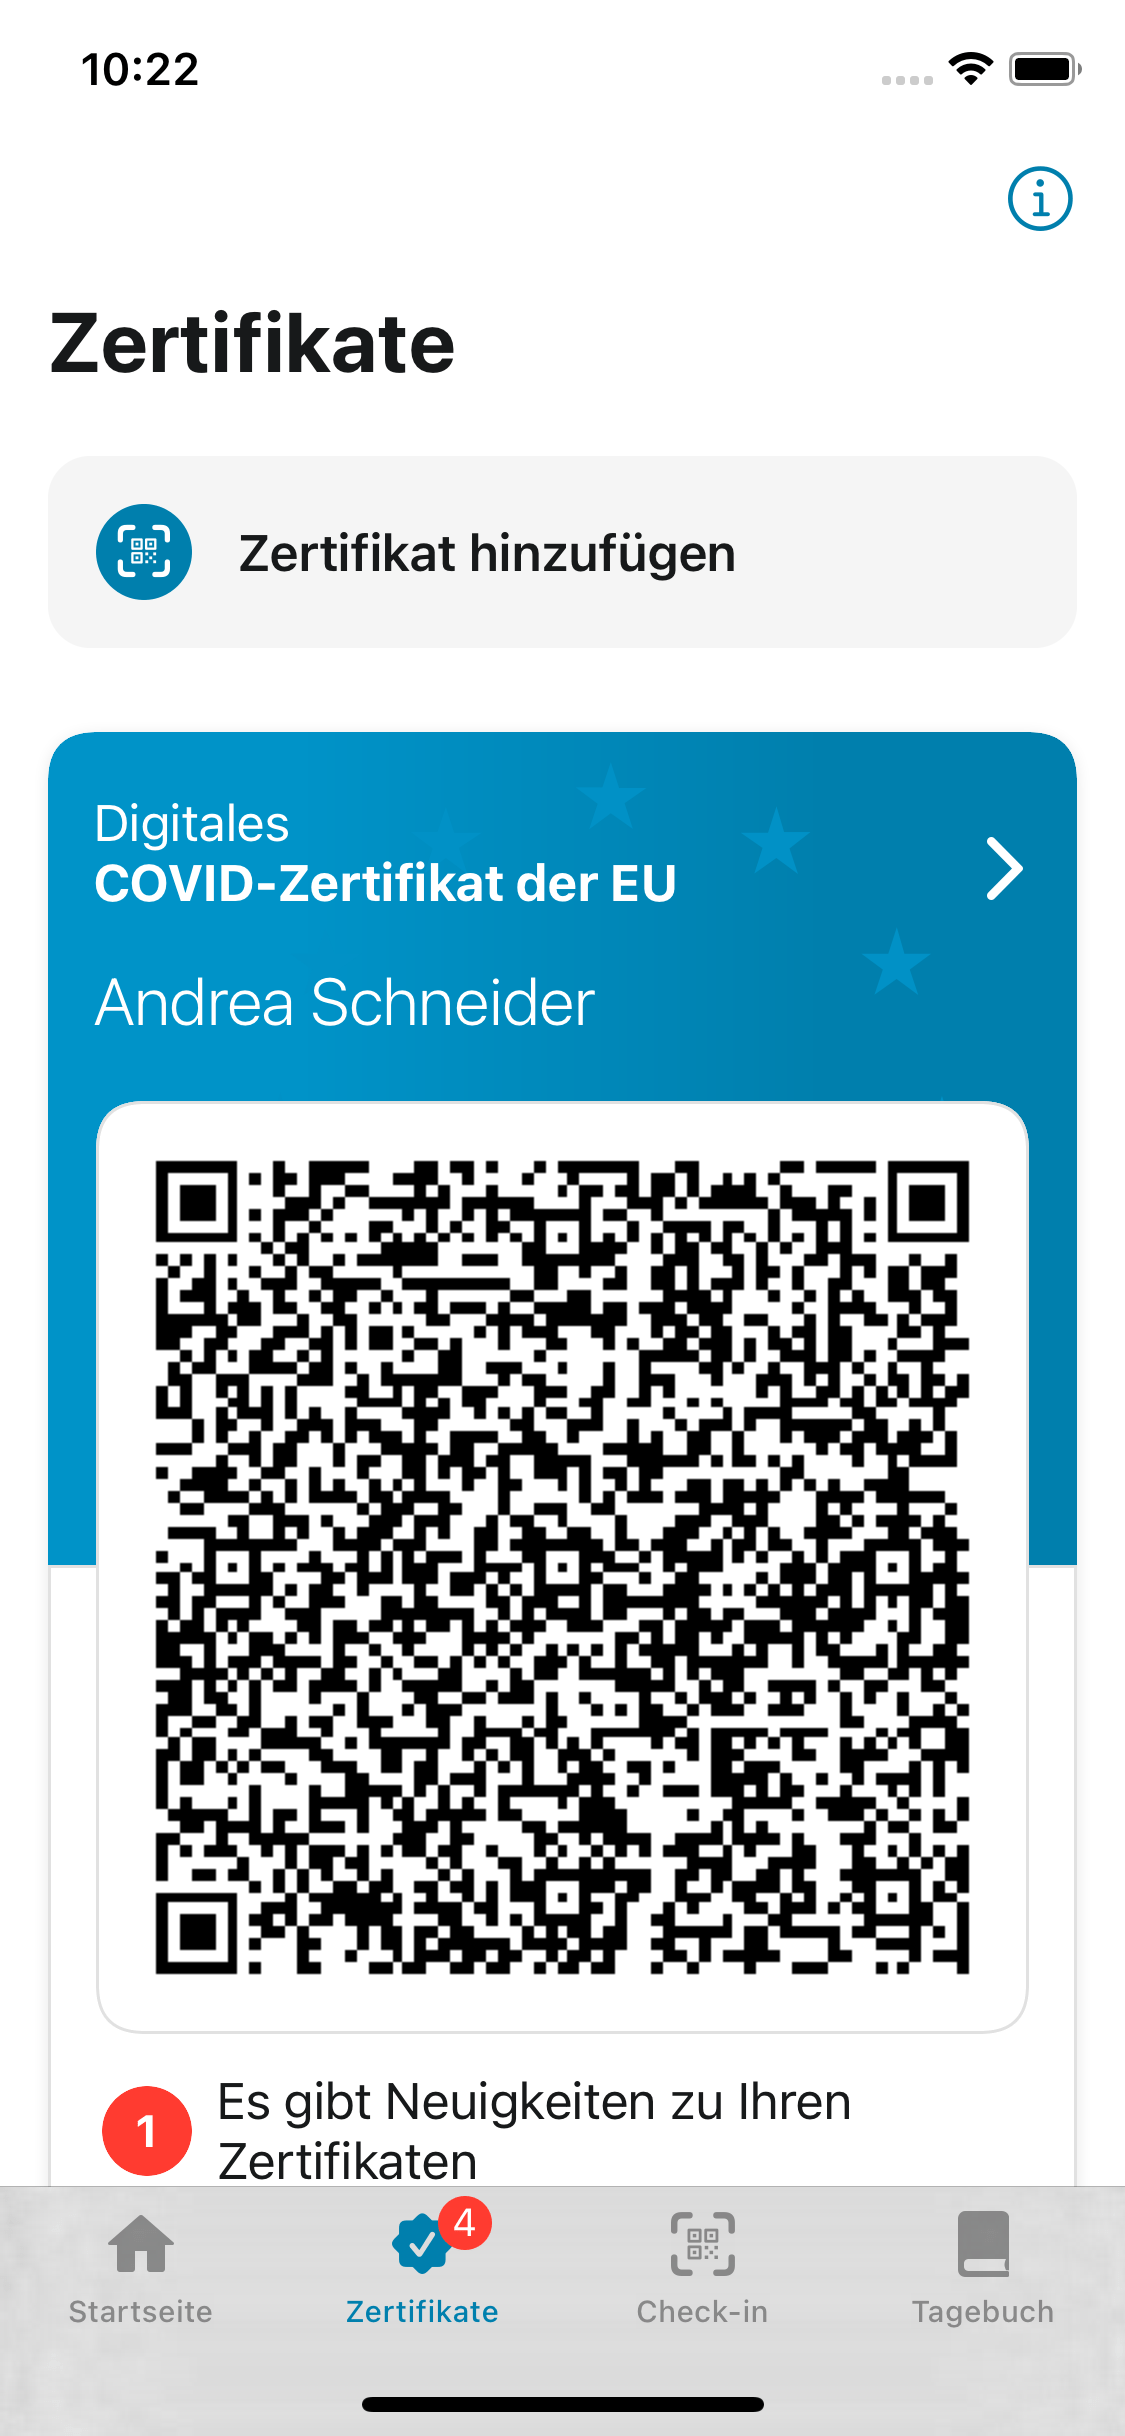 10:22
Zertifikate
Zertifikat hinzufügen
Digitales
COVID-Zertifikat der EU
Andrea Schneider
1
Es gibt Neuigkeiten zu Ihren
Zertifikaten
4
Startseite
Zertifikate
Check-in
Tagebuch